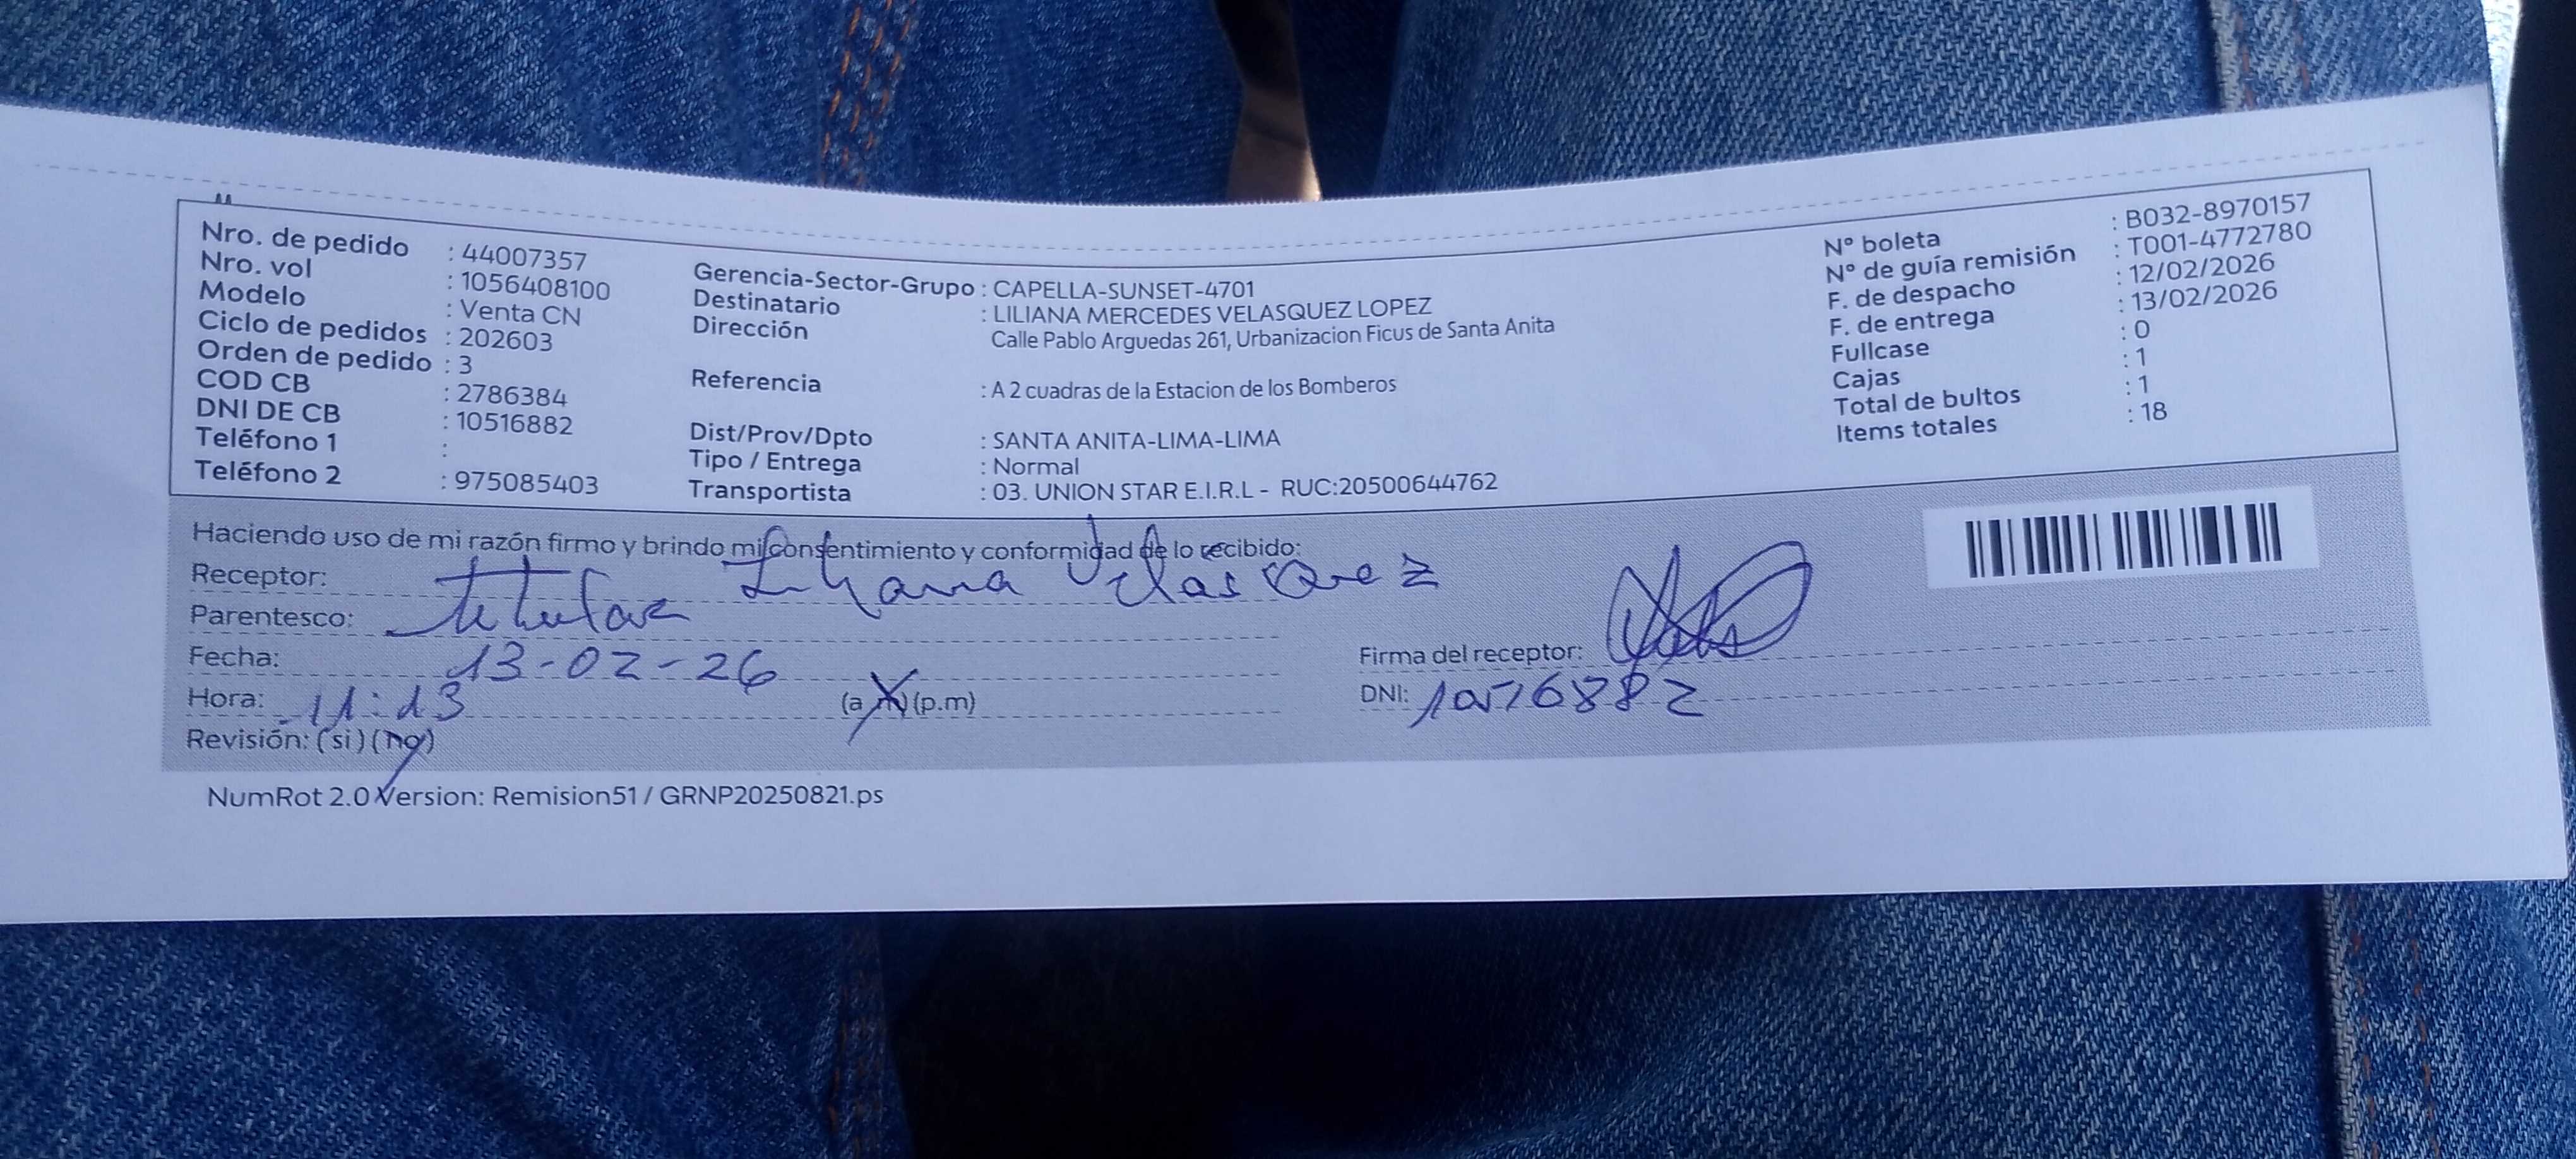 Nro. de pedido : 44007357
Nro. vol : 1056408100
Modelo : Venta CN
Ciclo de pedidos : 202603
Orden de pedido : 3
COD CB : 2786384
DNI DE CB : 10516882
Teléfono 1 :
Teléfono 2 : 975085403
Gerencia-Sector-Grupo : CAPELLA-SUNSET-4701
Destinatario : LILIANA MERCEDES VELASQUEZ LOPEZ
Dirección Calle Pablo Arguedas 261, Urbanizacion Ficus de Santa Anita
Referencia : A 2 cuadras de la Estacion de los Bomberos
Dist/Prov/Dpto : SANTA ANITA-LIMA-LIMA
Tipo / Entrega : Normal
Transportista : 03. UNION STAR E.I.R.L - RUC:20500644762
N° boleta : B032-8970157
N° de guía remisión : T001-4772780
F. de despacho : 12/02/2026
F. de entrega : 13/02/2026
Fullcase : 0
Cajas : 1
Total de bultos : 1
Items totales : 18
Haciendo uso de mi razón firmo y brindo mi consentimiento y conformidad de lo recibido:
Receptor: Liliana Velasquez
Parentesco: titular
Fecha: 13-02-26
Hora: 11:13 (a.m) (p.m)
Revisión: (si) (no)
Firma del receptor:
DNI: 10516882
NumRot 2.0 Version: Remision51 / GRNP20250821.ps